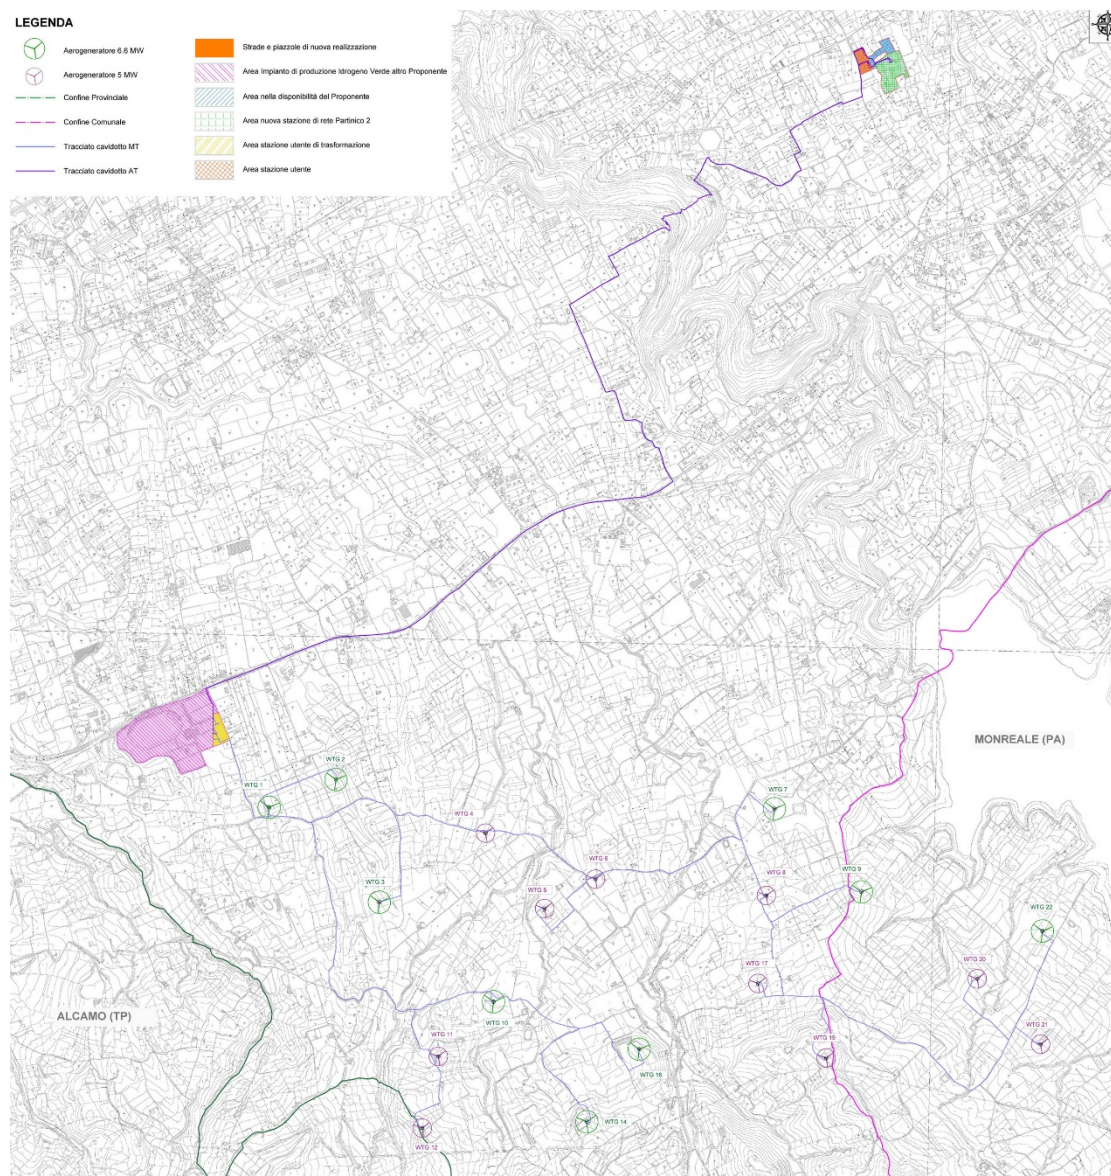 LEGENDA
Aerogeneratore 6.6 MW
Aerogeneratore 5 MW
Confine Provinciale
Confine Comunale
Tracciato cavidotto MT
Tracciato cavidotto AT
Strade e piazzole di nuova realizzazione
Area Impianto di produzione Idrogeno Verde altro Proponente
Area nella disponibilità del Proponente
Area nuova stazione di rete Partinico 2
Area stazione utente di trasformazione
Area stazione utente
MONREALE (PA)
WTG 2
WTG 1
WTG 7
WTG 4
WTG 6
WTG 8
WTG 9
WTG 3
WTG 5
WTG 22
WTG 17
WTG 20
ALCAMO (TP)
WTG 10
WTG 11
WTG 21
WTG 19
WTG 16
WTG 14
WTG 12